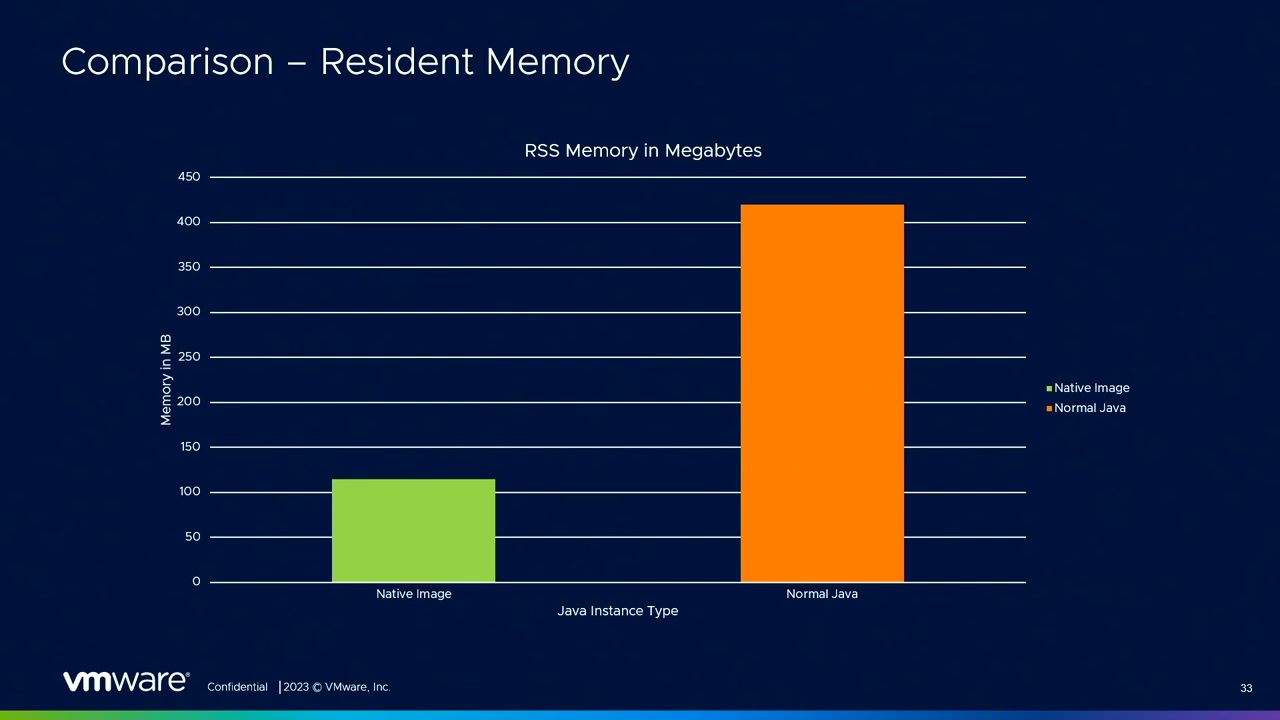 Comparison – Resident Memory
RSS Memory in Megabytes
450
400
350
300
250
200
150
100
50
0
Memory in MB
Native Image
Normal Java
Java Instance Type
Native Image
Normal Java
vmware®
Confidential | 2023 © VMware, Inc.
33